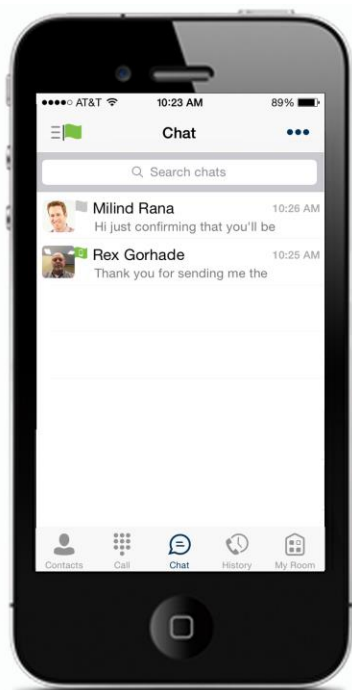 AT&T 10:23 AM 89%
Chat
Search chats
Milind Rana 10:26 AM
Hi just confirming that you'll be
Rex Gorhade 10:25 AM
Thank you for sending me the
Contacts Call Chat History My Room